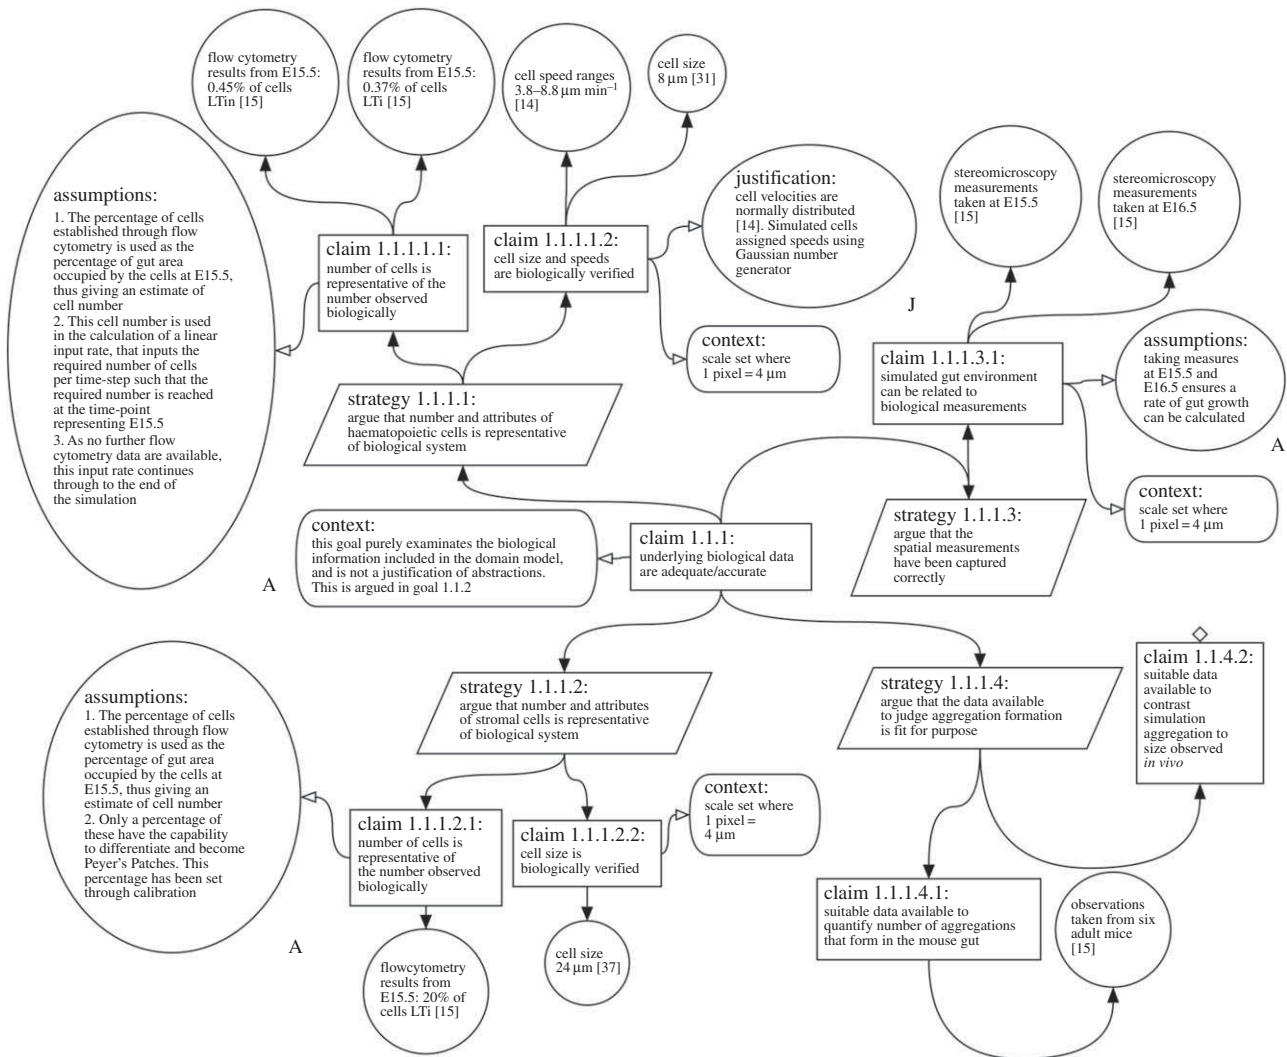 flow cytometry
results from E15.5:
0.45% of cells
LTin [15]
flow cytometry
results from E15.5:
0.37% of cells
LTi [15]
cell speed ranges
3.8–8.8 µm min⁻¹
[14]
cell size
8 µm [31]
assumptions:
1. The percentage of cells
established through flow
cytometry is used as the
percentage of gut area
occupied by the cells at E15.5,
thus giving an estimate of
cell number
2. This cell number is used
in the calculation of a linear
input rate, that inputs the
required number of cells
per time-step such that the
required number is reached
at the time-point
representing E15.5
3. As no further flow
cytometry data are available,
this input rate continues
through to the end of
the simulation
A
claim 1.1.1.1.1:
number of cells is
representative of the
number observed
biologically
claim 1.1.1.1.2:
cell size and speeds
are biologically verified
justification:
cell velocities are
normally distributed
[14]. Simulated cells
assigned speeds using
Gaussian number
generator
J
context:
scale set where
1 pixel = 4 µm
stereomicroscopy
measurements
taken at E15.5
[15]
stereomicroscopy
measurements
taken at E16.5
[15]
claim 1.1.1.3.1:
simulated gut environment
can be related to
biological measurements
assumptions:
taking measures
at E15.5 and
E16.5 ensures a
rate of gut growth
can be calculated
A
context:
scale set where
1 pixel = 4 µm
strategy 1.1.1.1:
argue that number and attributes of
haematopoietic cells is representative
of biological system
strategy 1.1.1.3:
argue that the
spatial measurements
have been captured
correctly
context:
this goal purely examinates the biological
information included in the domain model,
and is not a justification of abstractions.
This is argued in goal 1.1.2
claim 1.1.1:
underlying biological data
are adequate/accurate
strategy 1.1.1.2:
argue that number and attributes
of stromal cells is representative
of biological system
strategy 1.1.1.4:
argue that the data available
to judge aggregation formation
is fit for purpose
claim 1.1.4.2:
suitable data
available to
contrast
simulation
aggregation to
size observed
in vivo
assumptions:
1. The percentage of cells
established through flow
cytometry is used as the
percentage of gut area
occupied by the cells at
E15.5, thus giving an
estimate of cell number
2. Only a percentage of
these have the capability
to differentiate and become
Peyer's Patches. This
percentage has been set
through calibration
A
claim 1.1.1.2.1:
number of cells is
representative of
the number observed
biologically
claim 1.1.1.2.2:
cell size is
biologically verified
context:
scale set where
1 pixel =
4 µm
flowcytometry
results from
E15.5: 20% of
cells LTi [15]
cell size
24 µm [37]
claim 1.1.1.4.1:
suitable data available to
quantify number of aggregations
that form in the mouse gut
observations
taken from six
adult mice
[15]